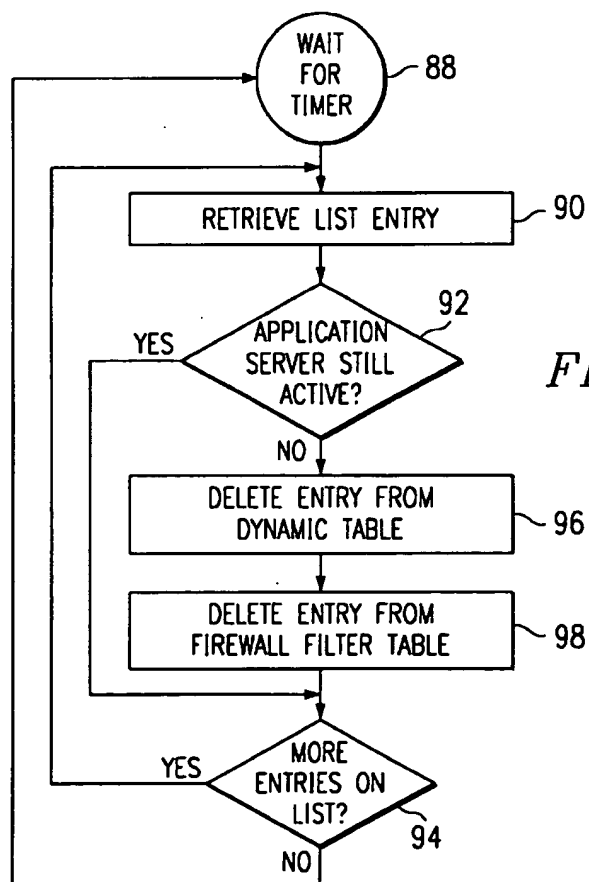 WAIT
FOR
TIMER
88
RETRIEVE LIST ENTRY
90
92
APPLICATION
SERVER STILL
ACTIVE?
YES
NO
DELETE ENTRY FROM
DYNAMIC TABLE
96
DELETE ENTRY FROM
FIREWALL FILTER TABLE
98
MORE
ENTRIES ON
LIST?
YES
94
NO